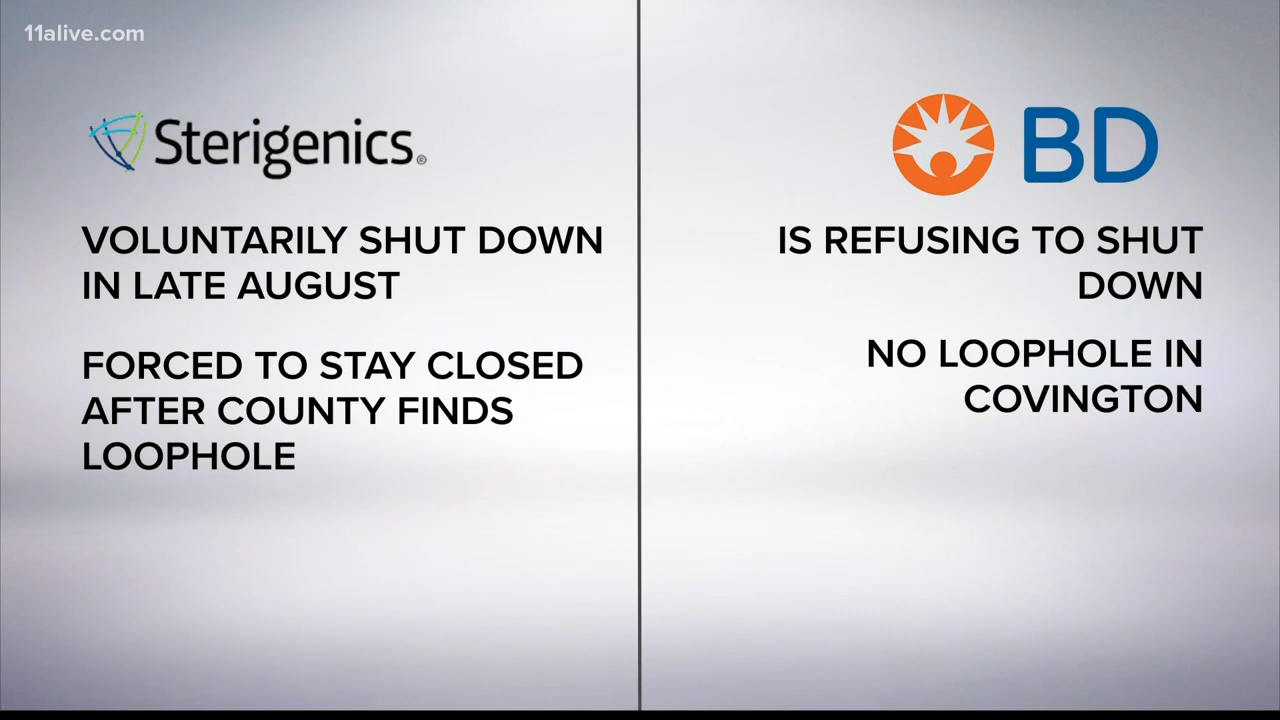 11alive.com
Sterigenics®
VOLUNTARILY SHUT DOWN
IN LATE AUGUST
FORCED TO STAY CLOSED
AFTER COUNTY FINDS
LOOPHOLE
BD
IS REFUSING TO SHUT
DOWN
NO LOOPHOLE IN
COVINGTON